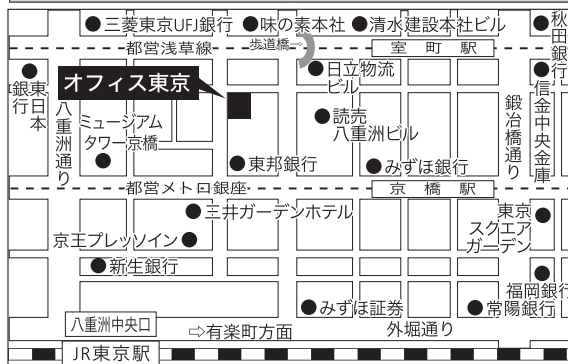 三菱東京UFJ銀行
味の素本社
清水建設本社ビル
秋田銀行
都営浅草線
歩道橋→
室町駅
日立物流
ビル
東日本
銀行
オフィス東京
八重洲通り
ミュージアム
タワー京橋
読売
八重洲ビル
鍛冶橋通り
信金中央金庫
東邦銀行
みずほ銀行
都営メトロ銀座
京橋駅
三井ガーデンホテル
東京
スクエア
ガーデン
京王プレッソイン
新生銀行
福岡銀行
みずほ証券
常陽銀行
八重洲中央口
⇨有楽町方面
外堀通り
JR東京駅